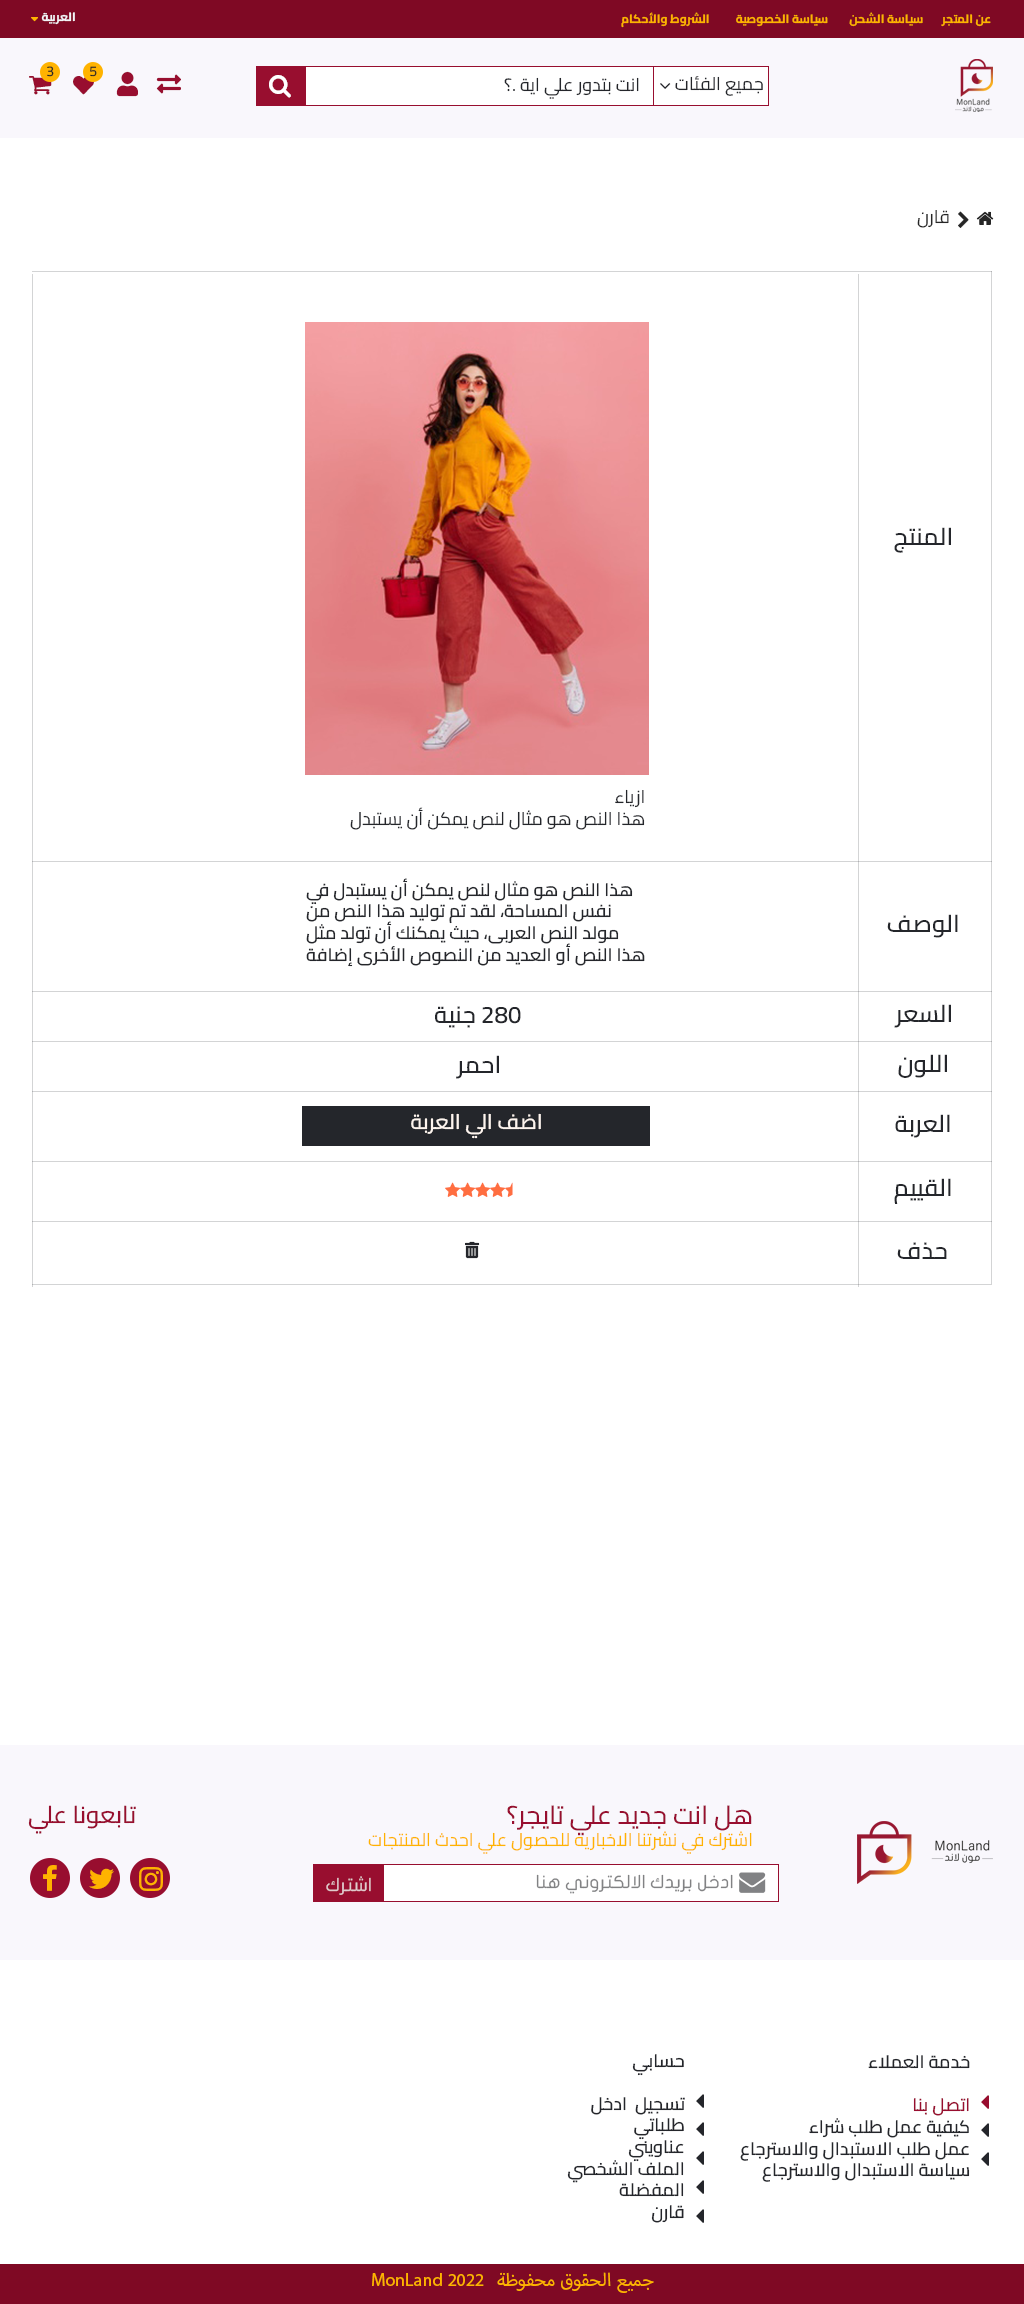 عن المتجر
سياسة الشحن
سياسة الخصوصية
الشروط والأحكام
العربية
MonLand
مون لاند
جميع الفئات
انت بتدور علي اية .؟
5
3
قارن
المنتج
ازياء
هذا النص هو مثال لنص يمكن أن يستبدل
الوصف
هذا النص هو مثال لنص يمكن أن يستبدل في
نفس المساحة، لقد تم توليد هذا النص من
مولد النص العربى، حيث يمكنك أن تولد مثل
هذا النص أو العديد من النصوص الأخرى إضافة
السعر
280 جنية
اللون
احمر
العربة
اضف الي العربة
القييم
حذف
MonLand
مون لاند
هل انت جديد علي تايجر؟
اشترك في نشرتنا الاخبارية للحصول علي احدث المنتجات
ادخل بريدك الالكتروني هنا
اشترك
تابعونا علي
خدمة العملاء
اتصل بنا
كيفية عمل طلب شراء
عمل طلب الاستبدال والاسترجاع
سياسة الاستبدال والاسترجاع
حسابي
تسجيل ادخل
طلباتي
عناويني
الملف الشخصي
المفضلة
قارن
جميع الحقوق محفوظة MonLand 2022